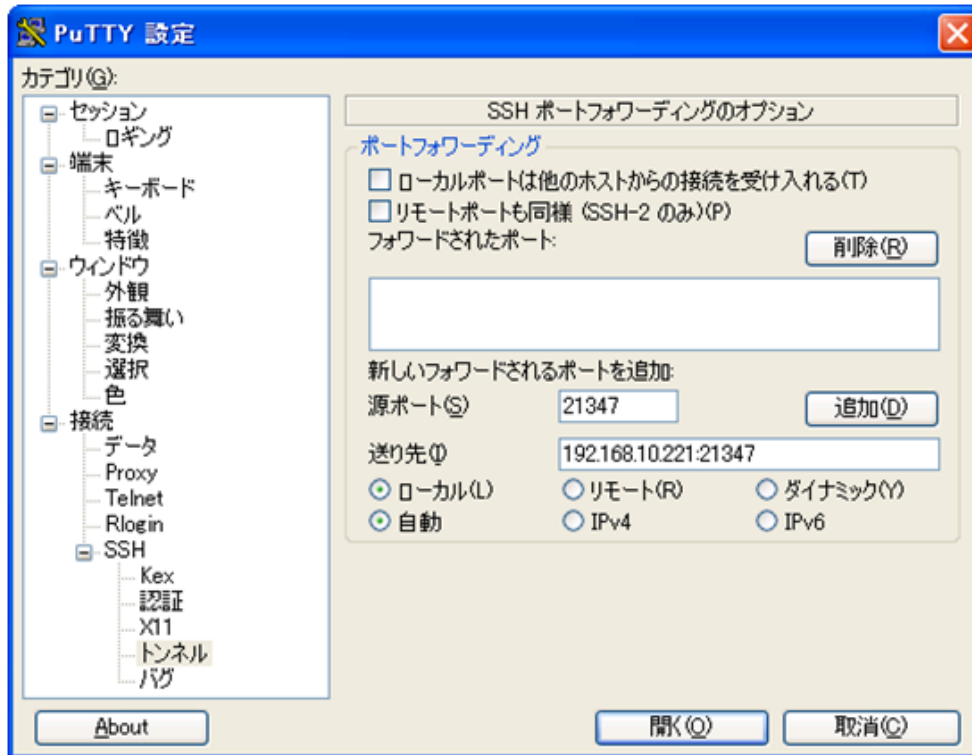 PuTTY 設定
カテゴリ(G):
セッション
ロギング
端末
キーボード
ベル
特徴
ウィンドウ
外観
振る舞い
変換
選択
色
接続
データ
Proxy
Telnet
Rlogin
SSH
Kex
認証
X11
トンネル
バグ
SSH ポートフォワーディングのオプション
ポートフォワーディング
ローカルポートは他のホストからの接続を受け入れる(T)
リモートポートも同様 (SSH-2 のみ)(P)
フォワードされたポート:
削除(R)
新しいフォワードされるポートを追加:
源ポート(S) 21347 追加(D)
送り先(I) 192.168.10.221:21347
ローカル(L) リモート(R) ダイナミック(Y)
自動 IPv4 IPv6
About 開く(O) 取消(C)